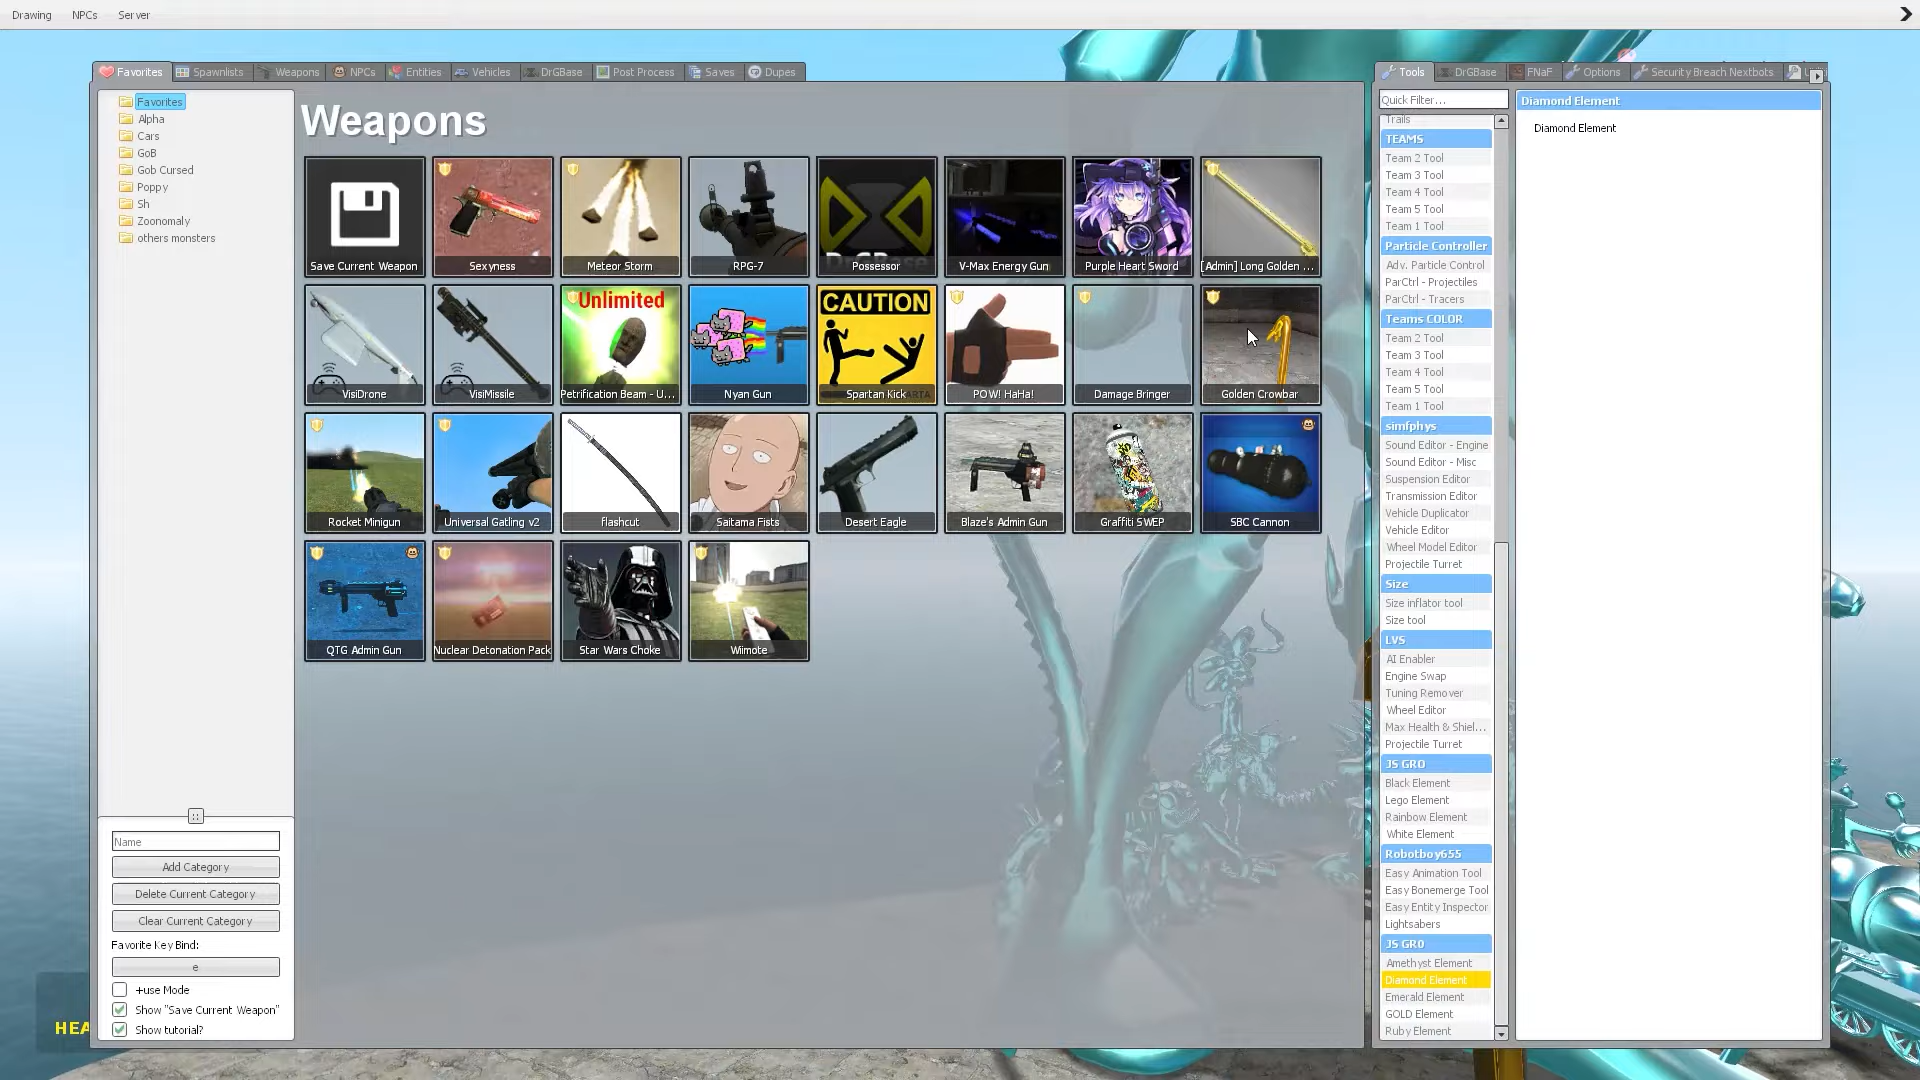 Drawing NPCs Server
Favorites Spawnlists Weapons NPCs Entities Vehicles DrGBase Post Process Saves Dupes
Favorites
Alpha
Cars
GoB
Gob Cursed
Poppy
Sh
Zoonomaly
others monsters
Name
Add Category
Delete Current Category
Clear Current Category
Favorite Key Bind:
e
+use Mode
Show "Save Current Weapon"
Show tutorial?
HEA
Weapons
Save Current Weapon
Sexyness
Meteor Storm
RPG-7
Possessor
V-Max Energy Gun
Purple Heart Sword
[Admin] Long Golden ...
VisiDrone
VisiMissile
Unlimited
Petrification Beam - U...
Nyan Gun
CAUTION
Spartan Kick
POW! HaHa!
Damage Bringer
Golden Crowbar
Rocket Minigun
Universal Gatling v2
flashcut
Saitama Fists
Desert Eagle
Blaze's Admin Gun
Graffiti SWEP
SBC Cannon
QTG Admin Gun
Nuclear Detonation Pack
Star Wars Choke
Wiimote
Tools DrGBase FNaF Options Security Breach Nextbots
Quick Filter...
Trails
TEAMS
Team 2 Tool
Team 3 Tool
Team 4 Tool
Team 5 Tool
Team 1 Tool
Particle Controller
Adv. Particle Control
ParCtrl - Projectiles
ParCtrl - Tracers
Teams COLOR
Team 2 Tool
Team 3 Tool
Team 4 Tool
Team 5 Tool
Team 1 Tool
simfphys
Sound Editor - Engine
Sound Editor - Misc
Suspension Editor
Transmission Editor
Vehicle Duplicator
Vehicle Editor
Wheel Model Editor
Projectile Turret
Size
Size inflator tool
Size tool
LVS
AI Enabler
Engine Swap
Tuning Remover
Wheel Editor
Max Health & Shiel...
Projectile Turret
JS GRO
Black Element
Lego Element
Rainbow Element
White Element
Robotboy655
Easy Animation Tool
Easy Bonemerge Tool
Easy Entity Inspector
Lightsabers
JS GR0
Amethyst Element
Diamond Element
Emerald Element
GOLD Element
Ruby Element
Diamond Element
Diamond Element